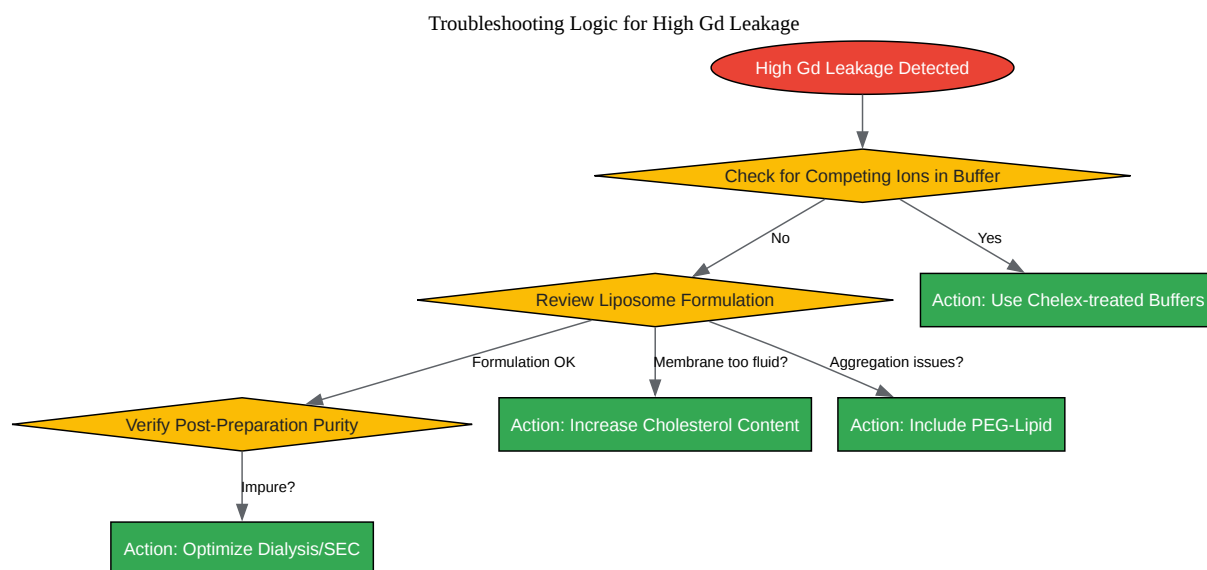 Troubleshooting Logic for High Gd Leakage
High Gd Leakage Detected
Check for Competing Ions in Buffer
No
Yes
Review Liposome Formulation
Action: Use Chelex-treated Buffers
Formulation OK
Membrane too fluid?
Aggregation issues?
Verify Post-Preparation Purity
Action: Increase Cholesterol Content
Action: Include PEG-Lipid
Impure?
Action: Optimize Dialysis/SEC